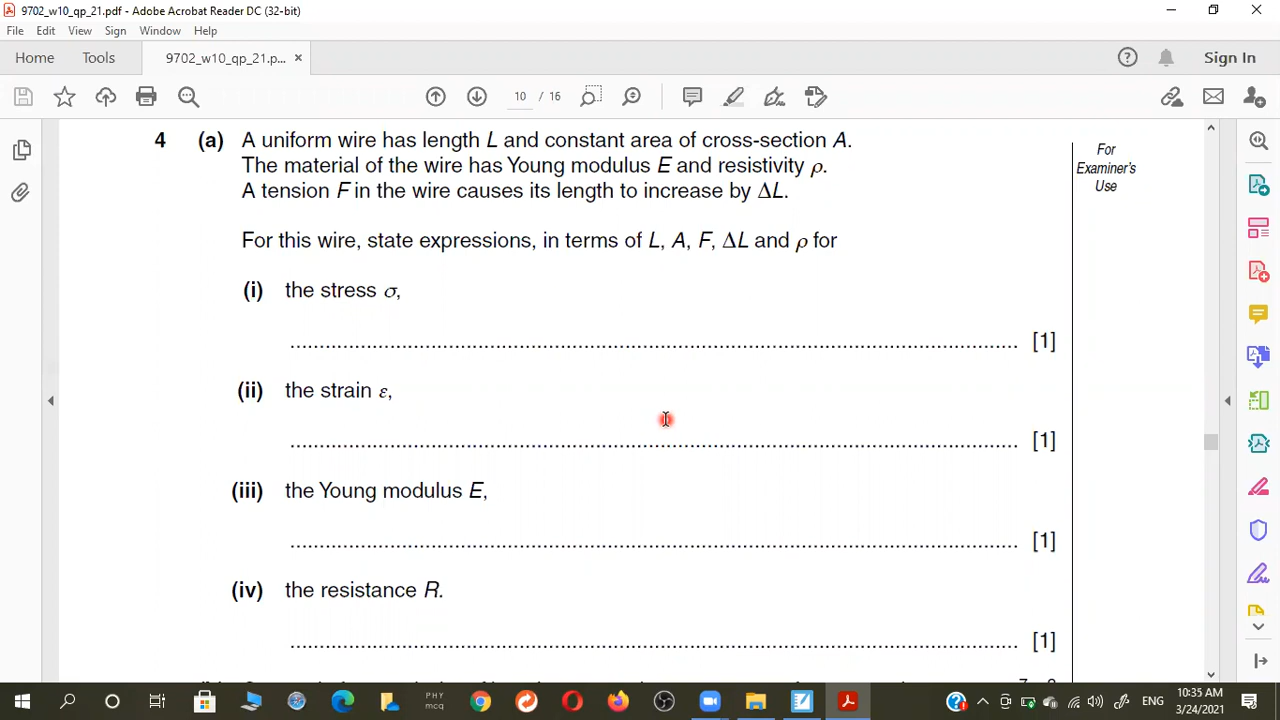 9702_w10_qp_21.pdf - Adobe Acrobat Reader DC (32-bit)
File Edit View Sign Window Help
Home Tools 9702_w10_qp_21.p... × Sign In
10 / 16
4 (a) A uniform wire has length L and constant area of cross-section A.
The material of the wire has Young modulus E and resistivity ρ.
A tension F in the wire causes its length to increase by ΔL.
For this wire, state expressions, in terms of L, A, F, ΔL and ρ for
(i) the stress σ,
.......................................................................................................................... [1]
(ii) the strain ε,
.......................................................................................................................... [1]
(iii) the Young modulus E,
.......................................................................................................................... [1]
(iv) the resistance R.
.......................................................................................................................... [1]
For
Examiner's
Use
PHY
mcq
ENG
10:35 AM
3/24/2021